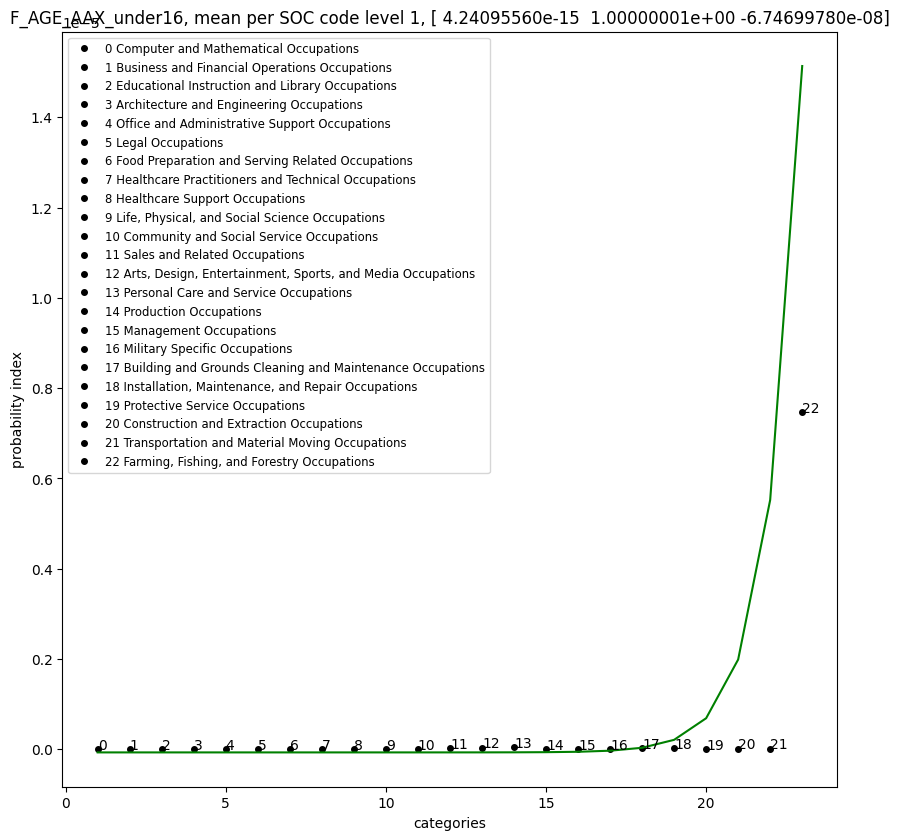 F_AGE_AAX_under16, mean per SOC code level 1, [ 4.24095560e-15 1.00000001e+00 -6.74699780e-08]
1e−5
0 Computer and Mathematical Occupations
1 Business and Financial Operations Occupations
2 Educational Instruction and Library Occupations
3 Architecture and Engineering Occupations
4 Office and Administrative Support Occupations
5 Legal Occupations
6 Food Preparation and Serving Related Occupations
7 Healthcare Practitioners and Technical Occupations
8 Healthcare Support Occupations
9 Life, Physical, and Social Science Occupations
10 Community and Social Service Occupations
11 Sales and Related Occupations
12 Arts, Design, Entertainment, Sports, and Media Occupations
13 Personal Care and Service Occupations
14 Production Occupations
15 Management Occupations
16 Military Specific Occupations
17 Building and Grounds Cleaning and Maintenance Occupations
18 Installation, Maintenance, and Repair Occupations
19 Protective Service Occupations
20 Construction and Extraction Occupations
21 Transportation and Material Moving Occupations
22 Farming, Fishing, and Forestry Occupations
1.4
1.2
1.0
0.8
0.6
0.4
0.2
0.0
probability index
22
0 1 2 3 4 5 6 7 8 9 10 11 12 13 14 15 16 17 18 19 20 21
0 5 10 15 20
categories